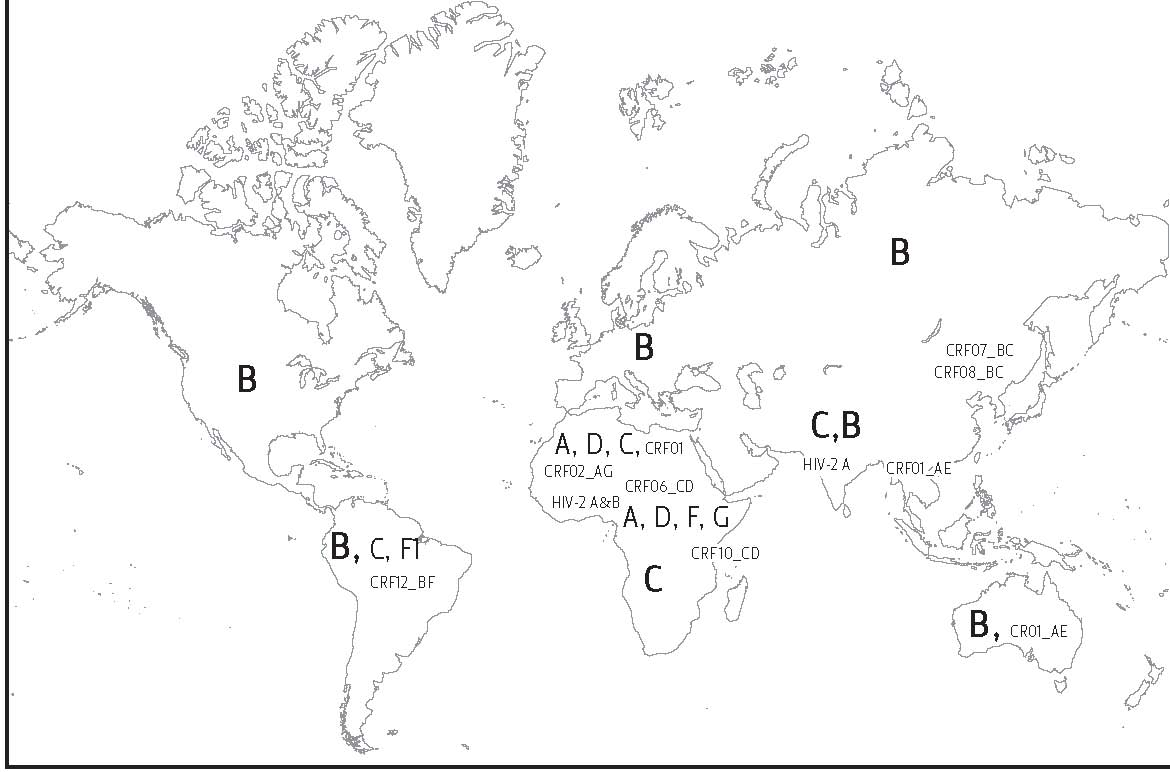 B
CRF07_BC
B
CRF08_BC
B
C,B
A, D, C, CRF01
HIV-2 A
CRF01_AE
CRF02_AG
CRF06_CD
HIV-2 A&B
A, D, F, G
B, C, F1
CRF10_CD
C
CRF12_BF
B, CR01_AE